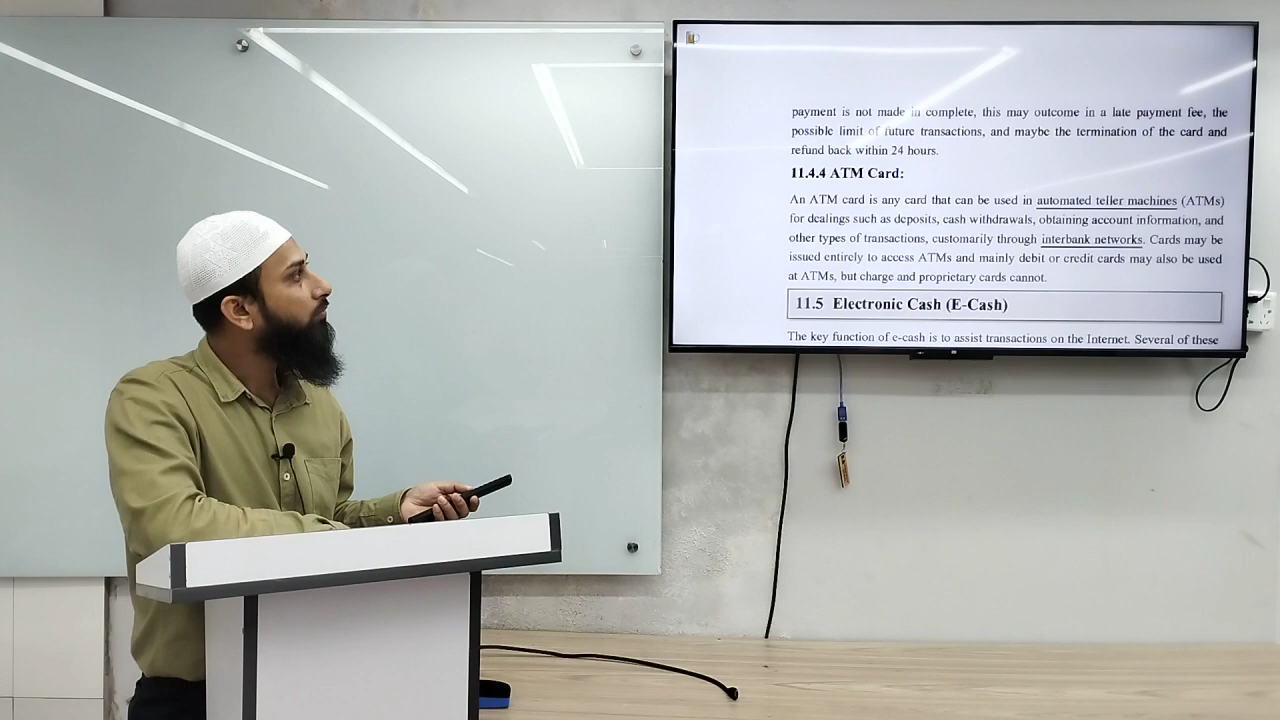 payment is not made in complete, this may outcome in a late payment fee, the
possible limit of future transactions, and maybe the termination of the card and
refund back within 24 hours.
11.4.4 ATM Card:
An ATM card is any card that can be used in automated teller machines (ATMs)
for dealings such as deposits, cash withdrawals, obtaining account information, and
other types of transactions, customarily through interbank networks. Cards may be
issued entirely to access ATMs and mainly debit or credit cards may also be used
at ATMs, but charge and proprietary cards cannot.
11.5 Electronic Cash (E-Cash)
The key function of e-cash is to assist transactions on the Internet. Several of these